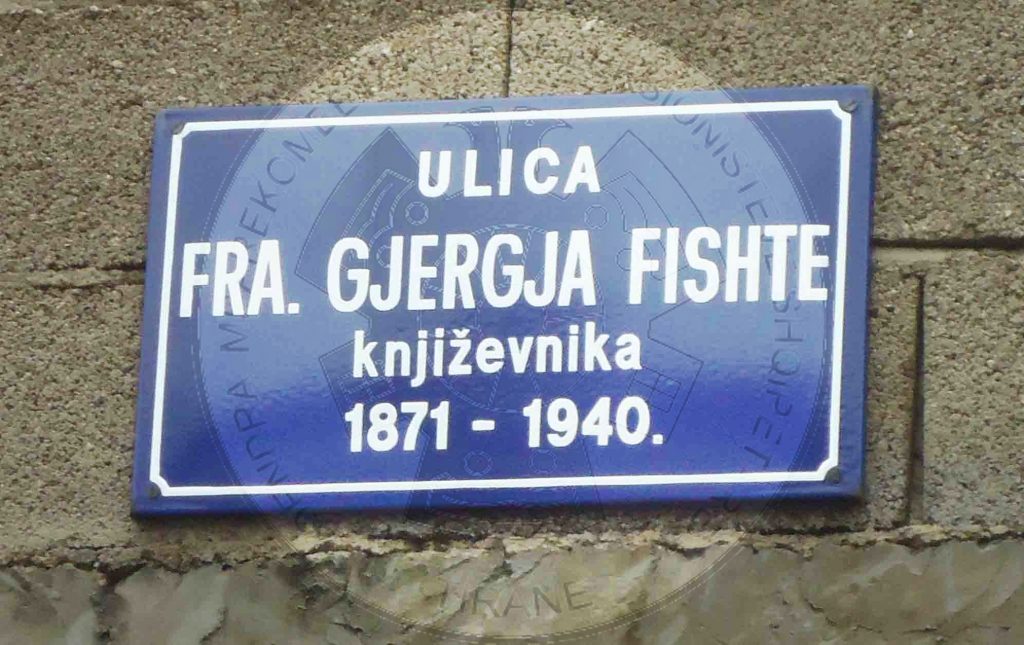 ULICA
FRA. GJERGJA FISHTE
književnika
1871 - 1940.